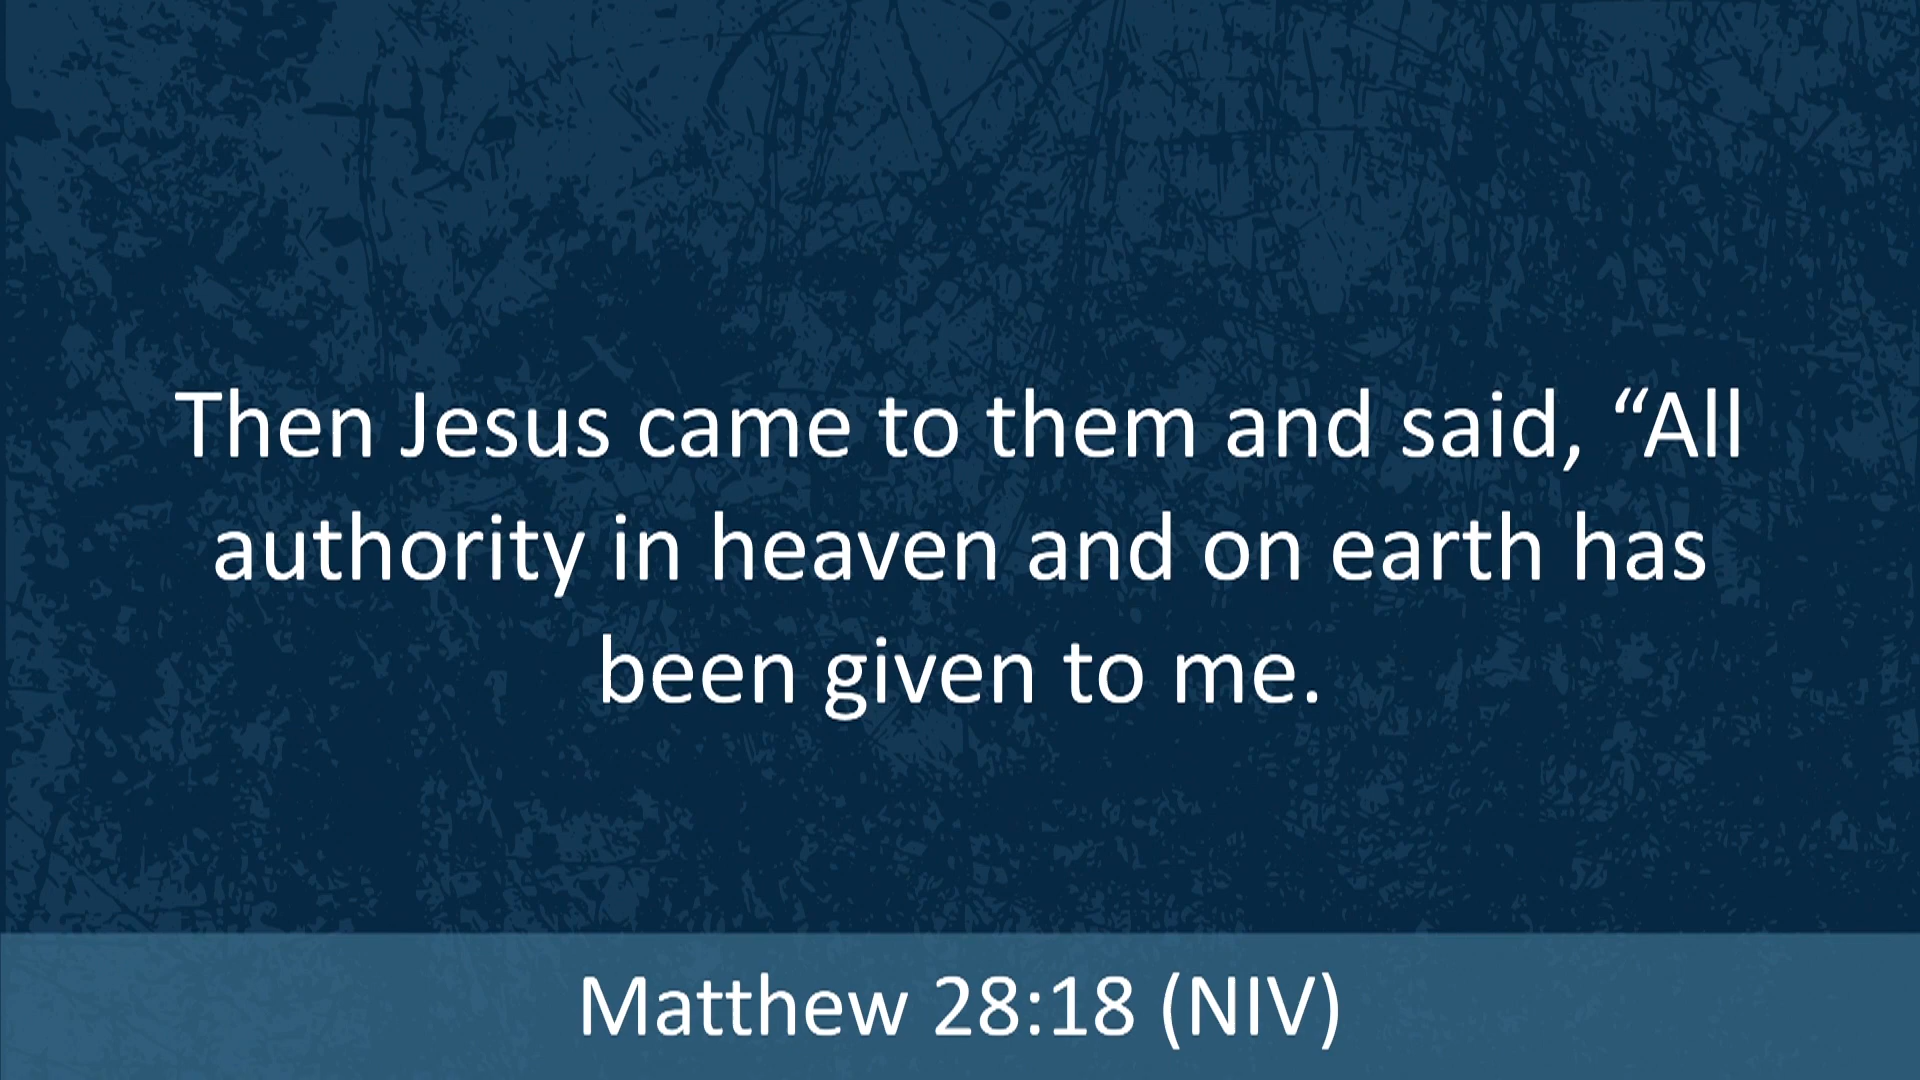 Then Jesus came to them and said, “All
authority in heaven and on earth has
been given to me.
Matthew 28:18 (NIV)